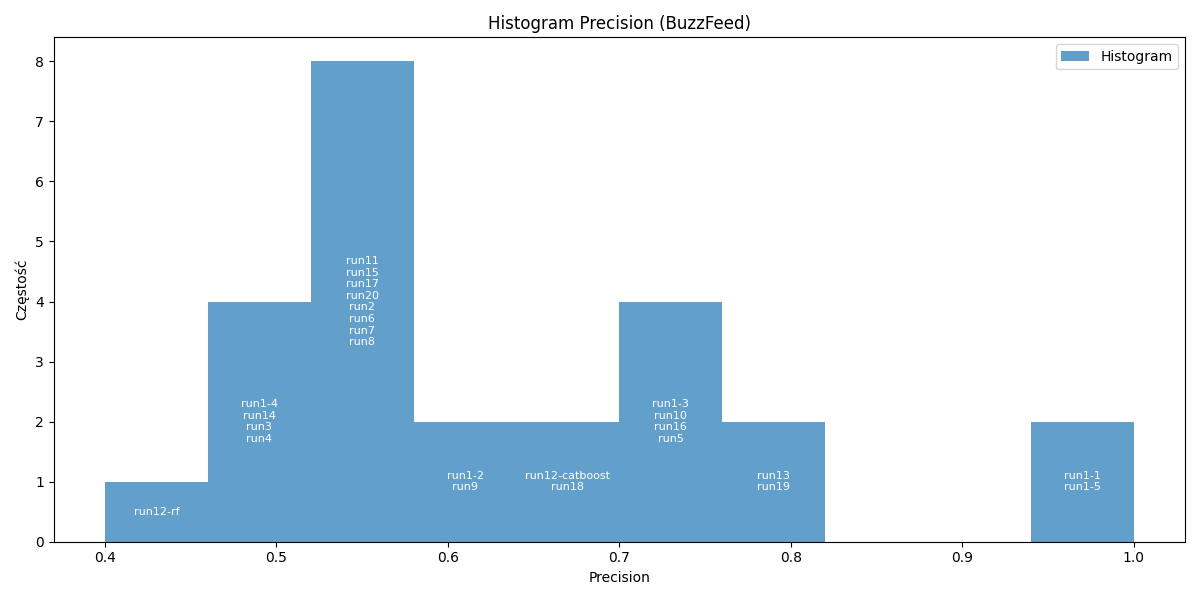 Histogram Precision (BuzzFeed)
Histogram
Częstość
8
7
6
5
4
3
2
1
0
run12-rf
run1-4
run14
run3
run4
run11
run15
run17
run20
run2
run6
run7
run8
run1-2
run9
run12-catboost
run18
run1-3
run10
run16
run5
run13
run19
run1-1
run1-5
0.4 0.5 0.6 0.7 0.8 0.9 1.0
Precision